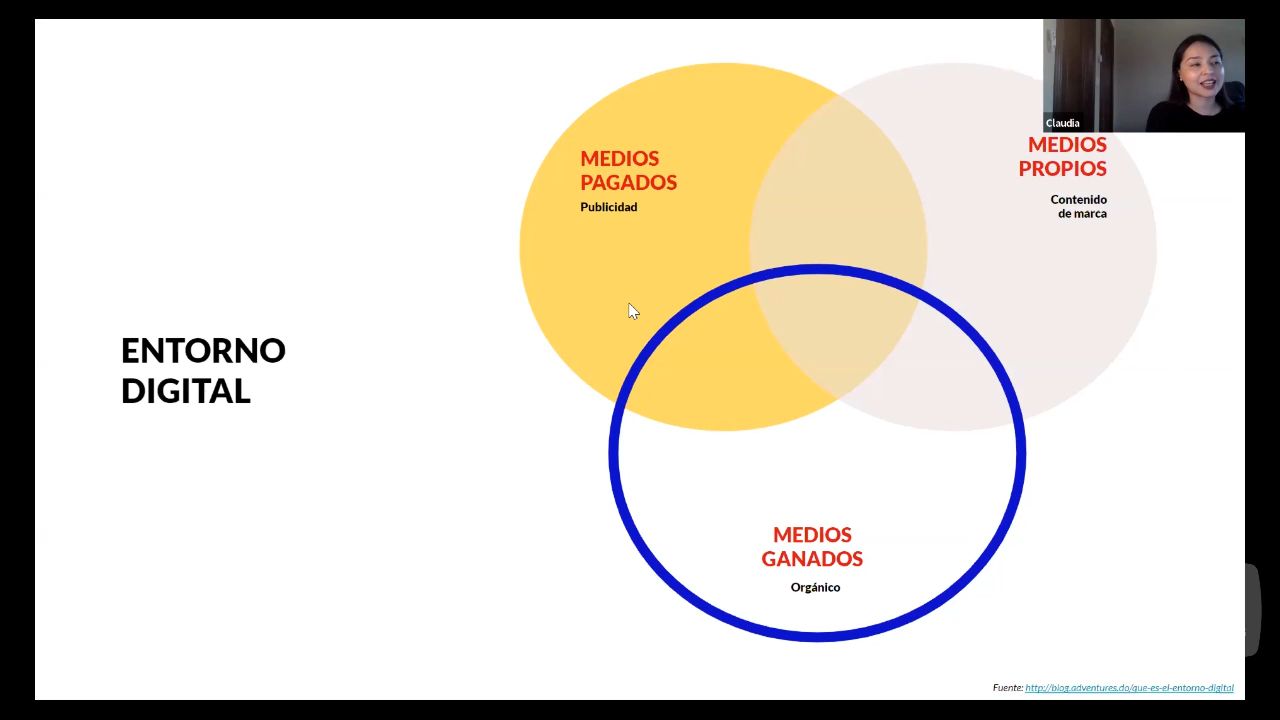 Claudia
MEDIOS
PAGADOS
Publicidad
MEDIOS
PROPIOS
Contenido
de marca
ENTORNO
DIGITAL
MEDIOS
GANADOS
Orgánico
Fuente: http://blog.adventures.do/que-es-el-entorno-digital